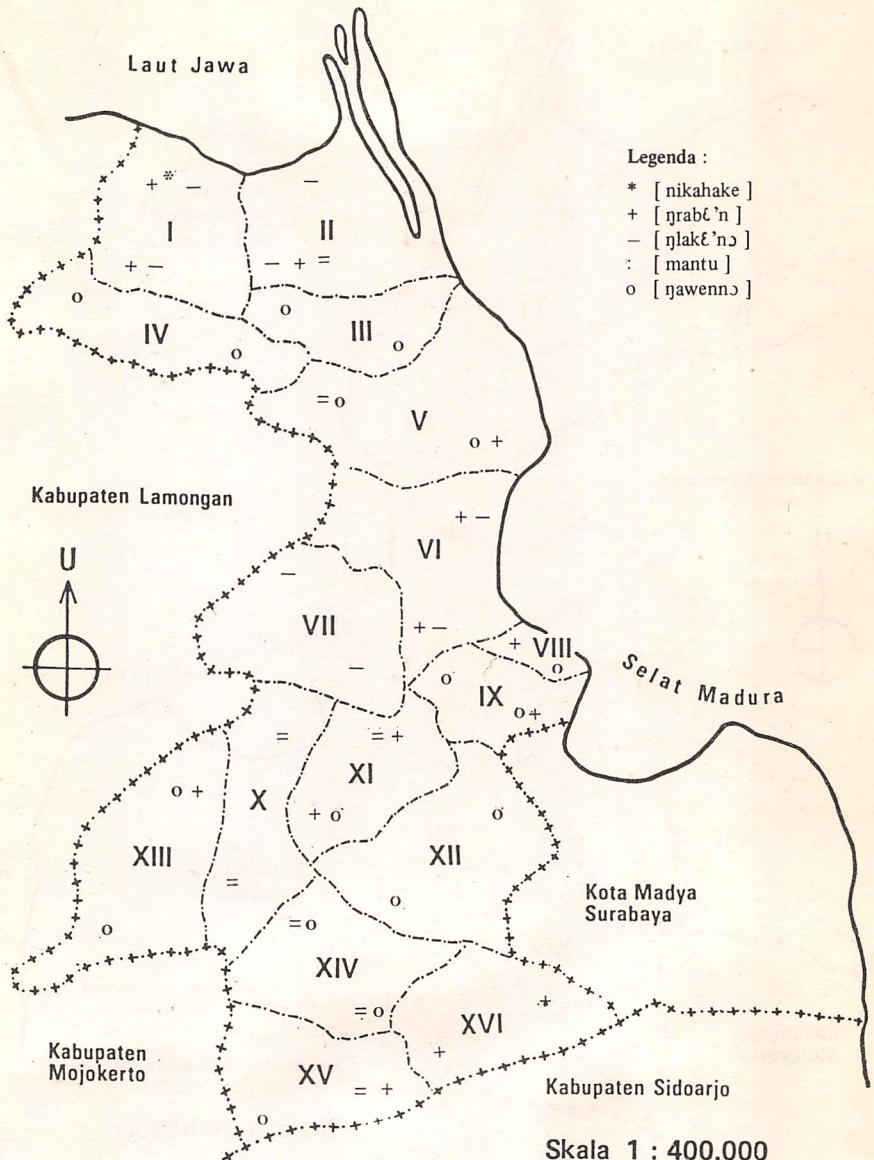 Laut Jawa
Legenda :
* [ nikahake ]
+ [ ŋrabɛ'n ]
– [ ŋlakɛ'nɔ ]
: [ mantu ]
o [ ŋawennɔ ]
+ * –
–
I
II
+ –
– + =
o
o
IV
III
o
o
= o
V
o +
Kabupaten Lamongan
+ –
VI
U
–
VII
+ –
+ VIII
o
–
Selat Madura
o
IX
o +
=
= +
XI
o +
X
+ o
o
XIII
XII
=
o
Kota Madya
Surabaya
o
= o
XIV
+
= o
XVI
Kabupaten
Mojokerto
+
XV
= +
Kabupaten Sidoarjo
o
Skala 1 : 400.000